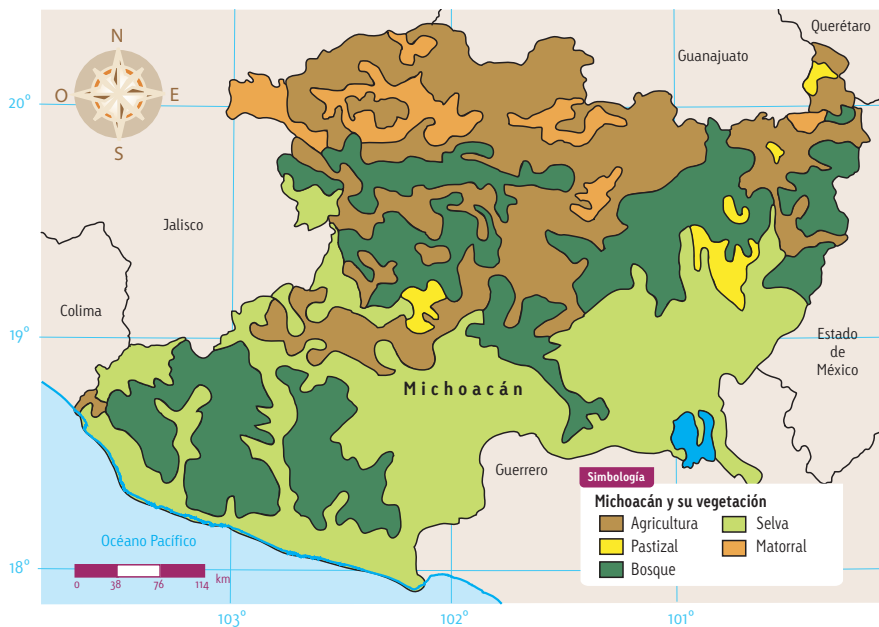 Querétaro
Guanajuato
N
O
E
S
20°
Jalisco
Colima
19°
Michoacán
Estado
de
México
Guerrero
Simbología
Michoacán y su vegetación
Agricultura
Selva
Pastizal
Matorral
Bosque
Océano Pacífico
18°
0
38
76
114
km
103°
102°
101°